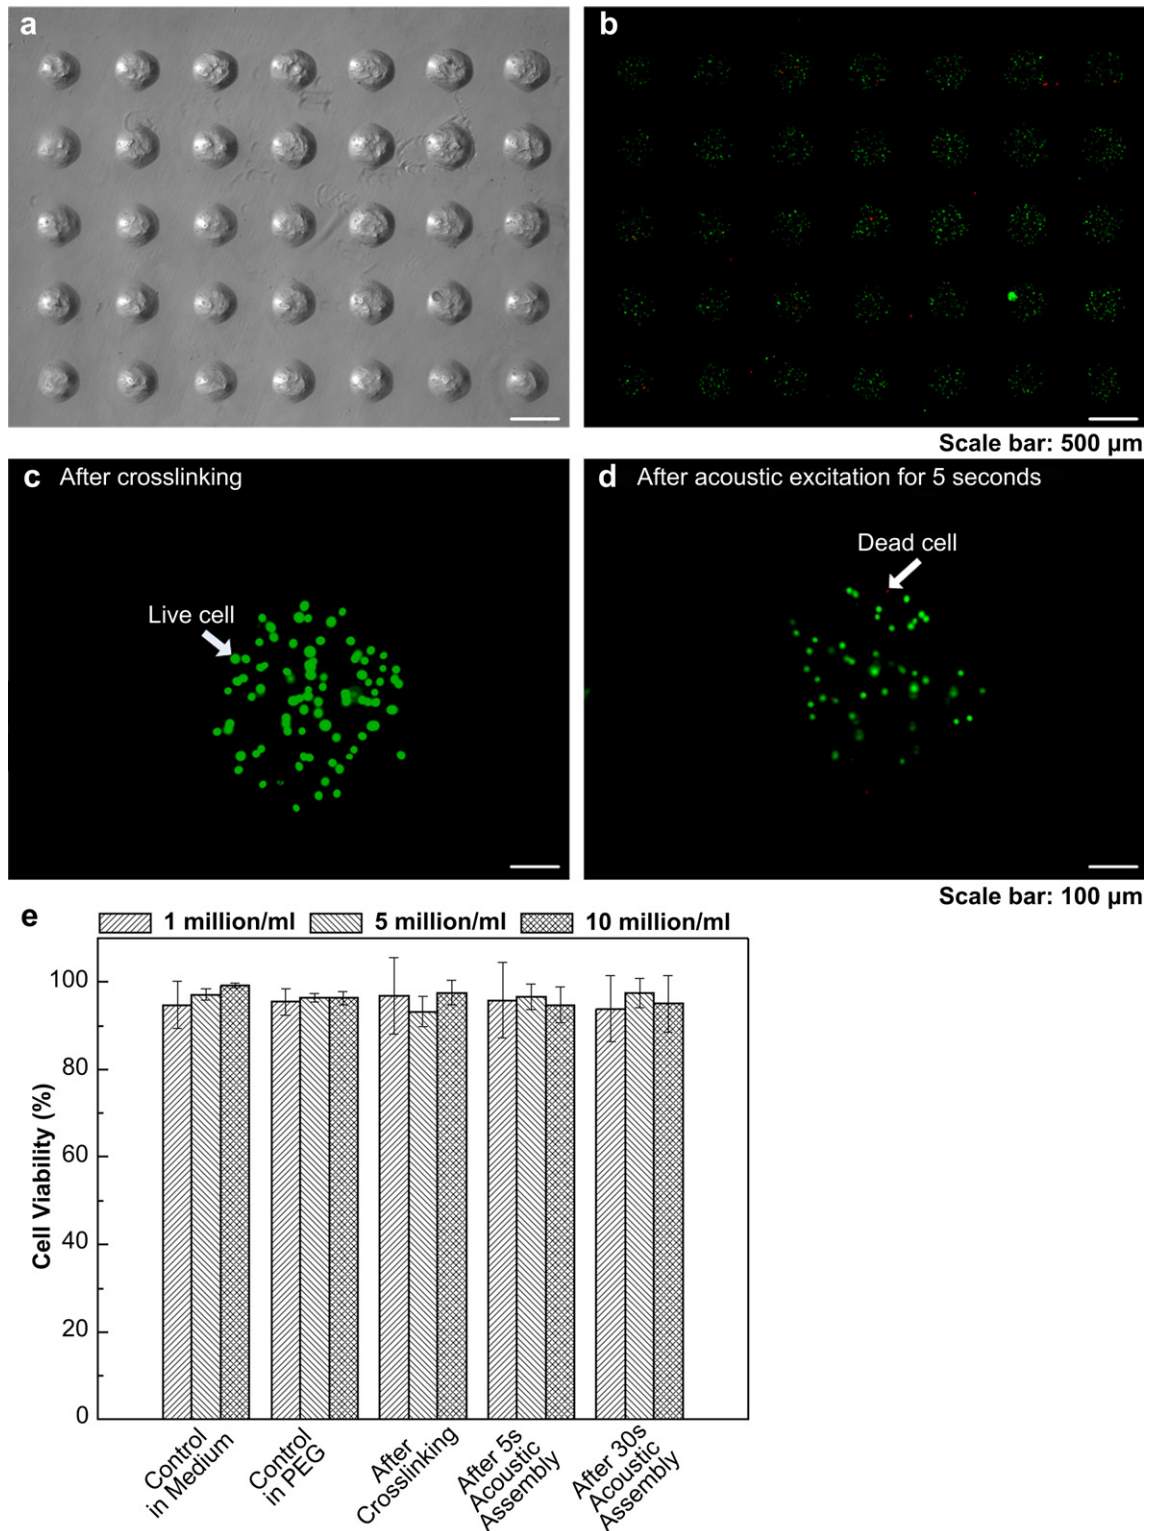 a
b
Scale bar: 500 µm
c After crosslinking
d After acoustic excitation for 5 seconds
Dead cell
Live cell
Scale bar: 100 µm
e
1 million/ml 5 million/ml 10 million/ml
100
80
60
40
20
0
Cell Viability (%)
Control
in Medium
Control
in PEG
After
Crosslinking
After 5s
Acoustic
Assembly
After 30s
Acoustic
Assembly